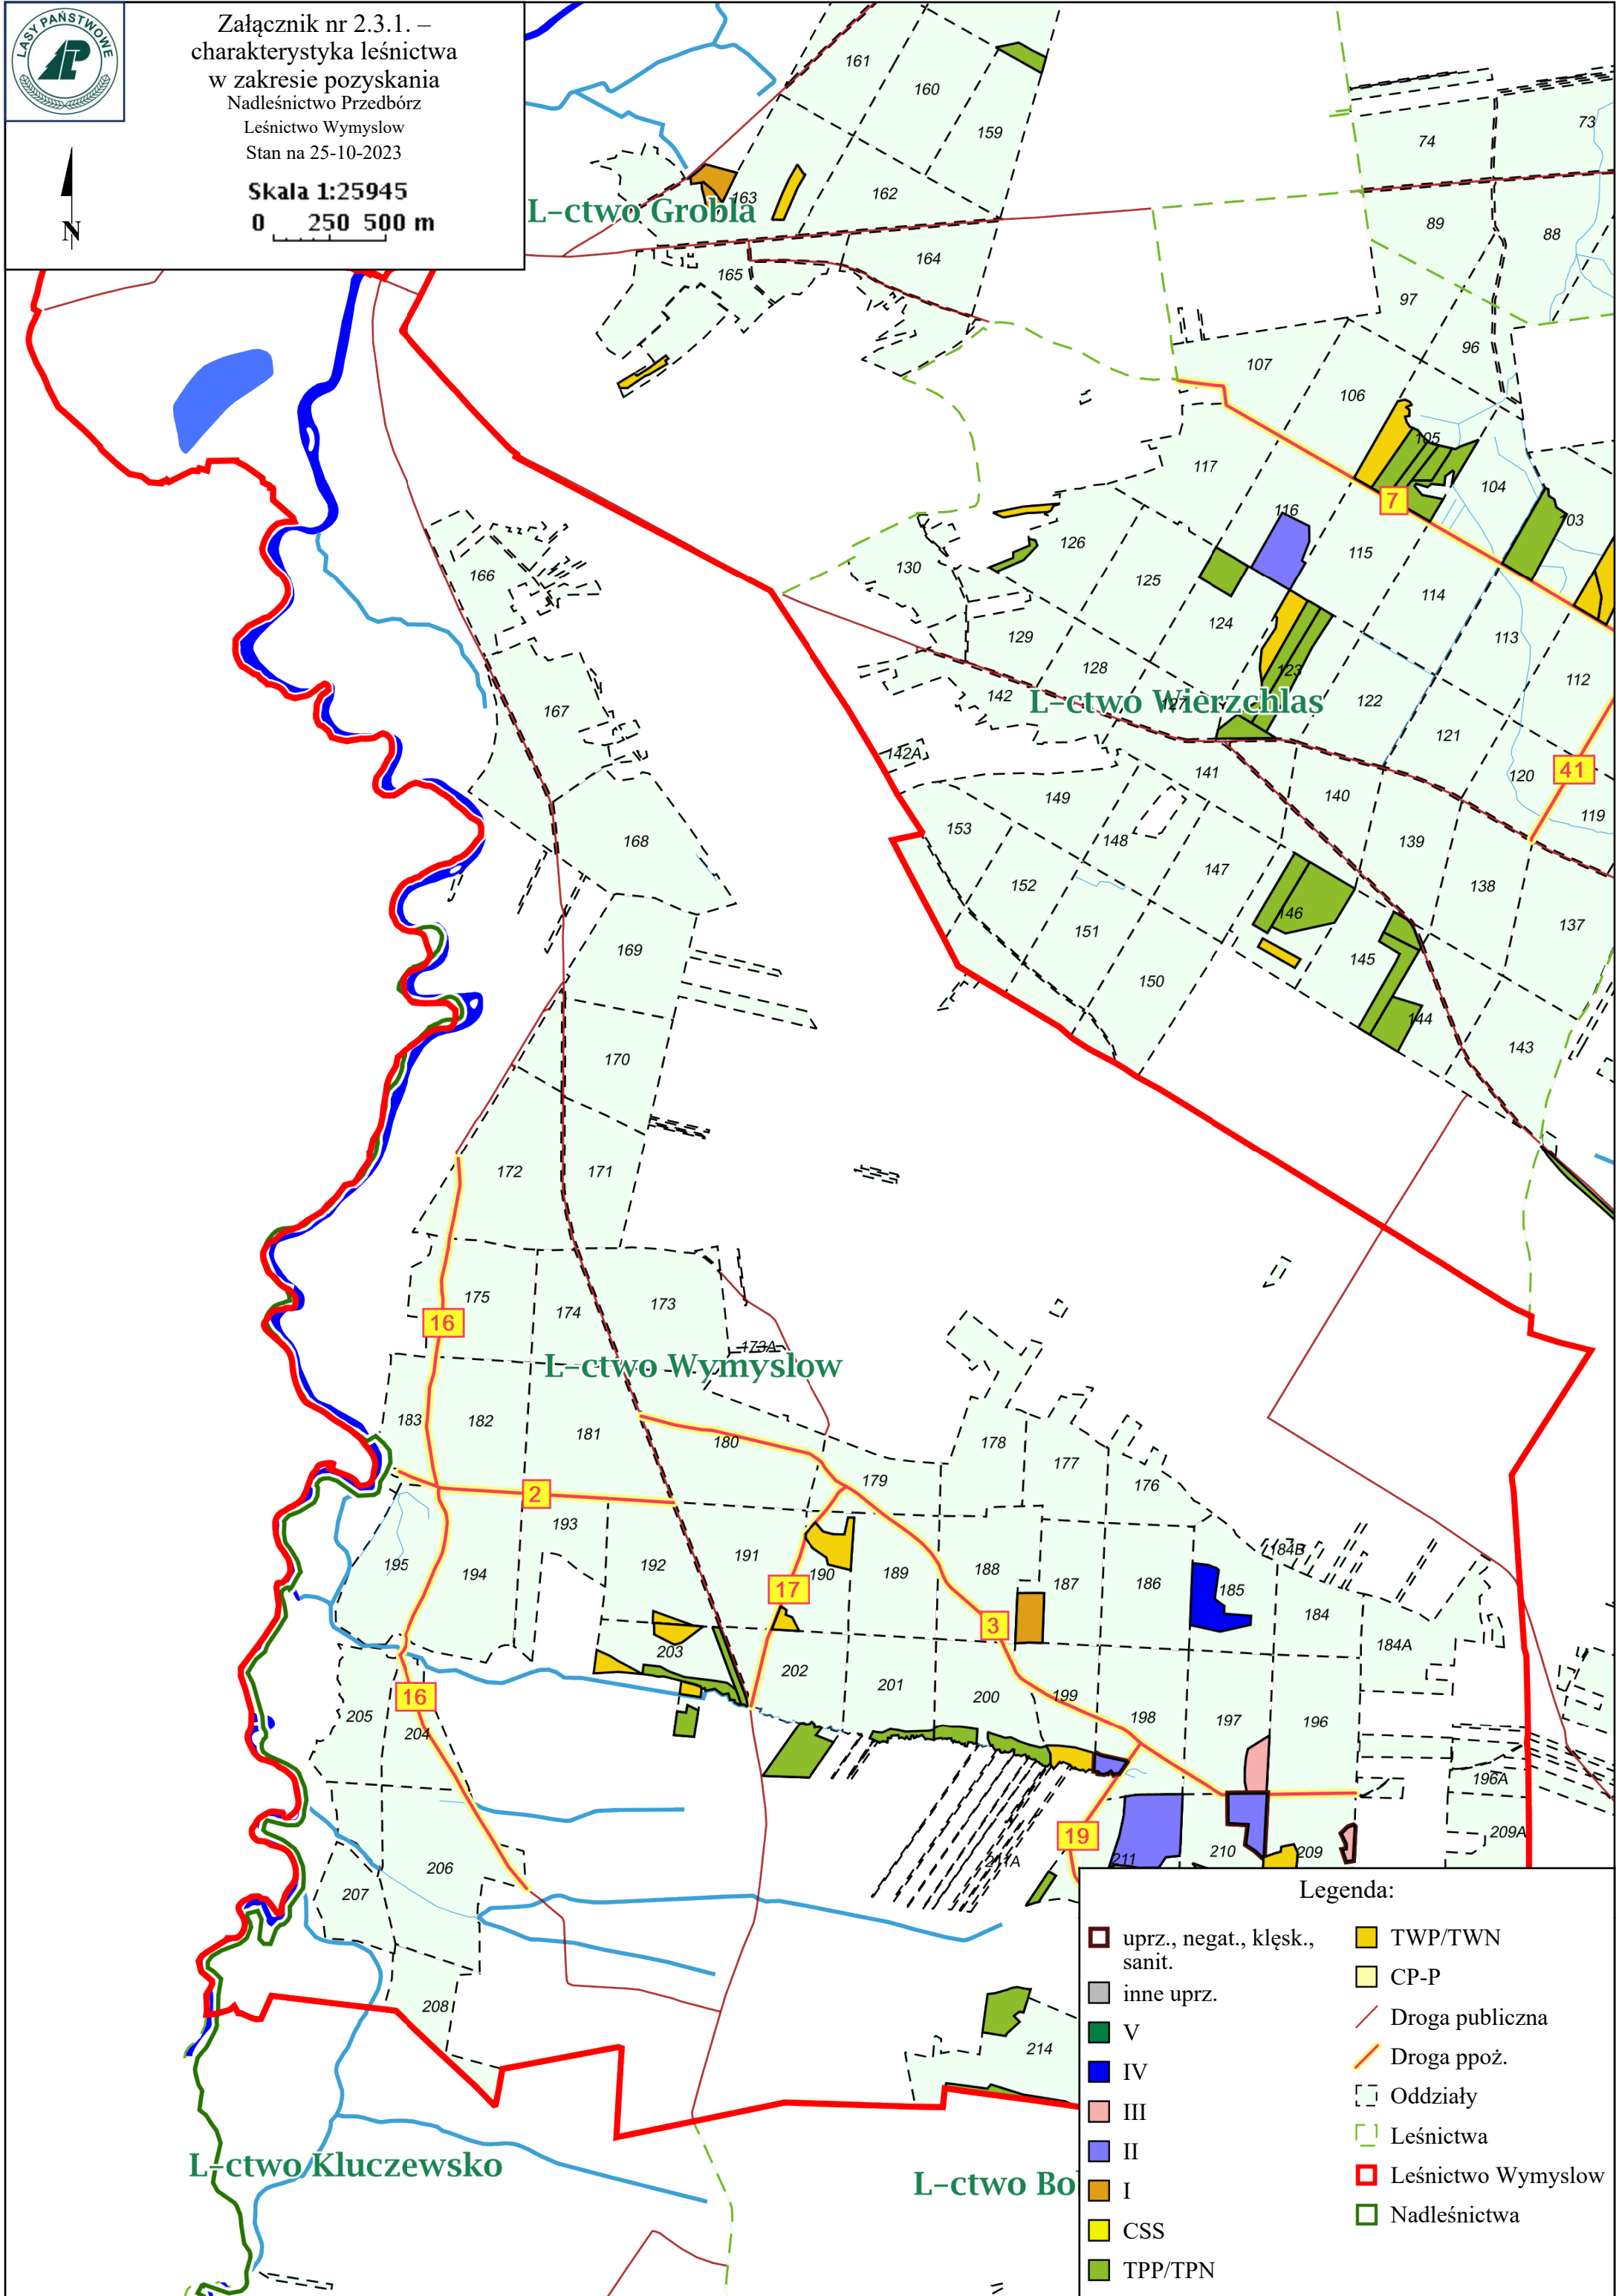 LASY PAŃSTWOWE
Załącznik nr 2.3.1. –
charakterystyka leśnictwa
w zakresie pozyskania
Nadleśnictwo Przedbórz
Leśnictwo Wymyslow
Stan na 25-10-2023
Skala 1:25945
0 250 500 m
N
161
160
159
74
73
163
162
L-ctwo Grobla
89
88
165
164
97
96
107
106
105
117
104
7
116
103
126
115
130
125
166
114
124
129
113
128
123
112
142
L-ctwo Wierzchlas
127
122
167
121
142A
141
120
41
149
140
119
153
148
139
168
147
152
138
146
137
151
169
145
150
144
143
170
172
171
175
174
173
16
173A
L-ctwo Wymyslow
183
182
181
180
178
177
179
176
2
193
184B
195
194
192
191
190
189
188
187
186
185
17
184
3
184A
203
202
201
200
199
16
205
204
198
197
196
196A
19
209A
206
211A
211
210
209
207
208
214
L-ctwo Kluczewsko
L-ctwo Bo
Legenda:
uprz., negat., klęsk.,
sanit.
inne uprz.
V
IV
III
II
I
CSS
TPP/TPN
TWP/TWN
CP-P
Droga publiczna
Droga ppoż.
Oddziały
Leśnictwa
Leśnictwo Wymyslow
Nadleśnictwa